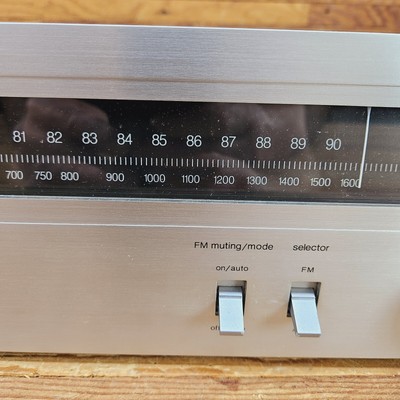 81 82 83 84 85 86 87 88 89 90
700 750 800 900 1000 1100 1200 1300 1400 1500 1600
FM muting/mode selector
on/auto FM